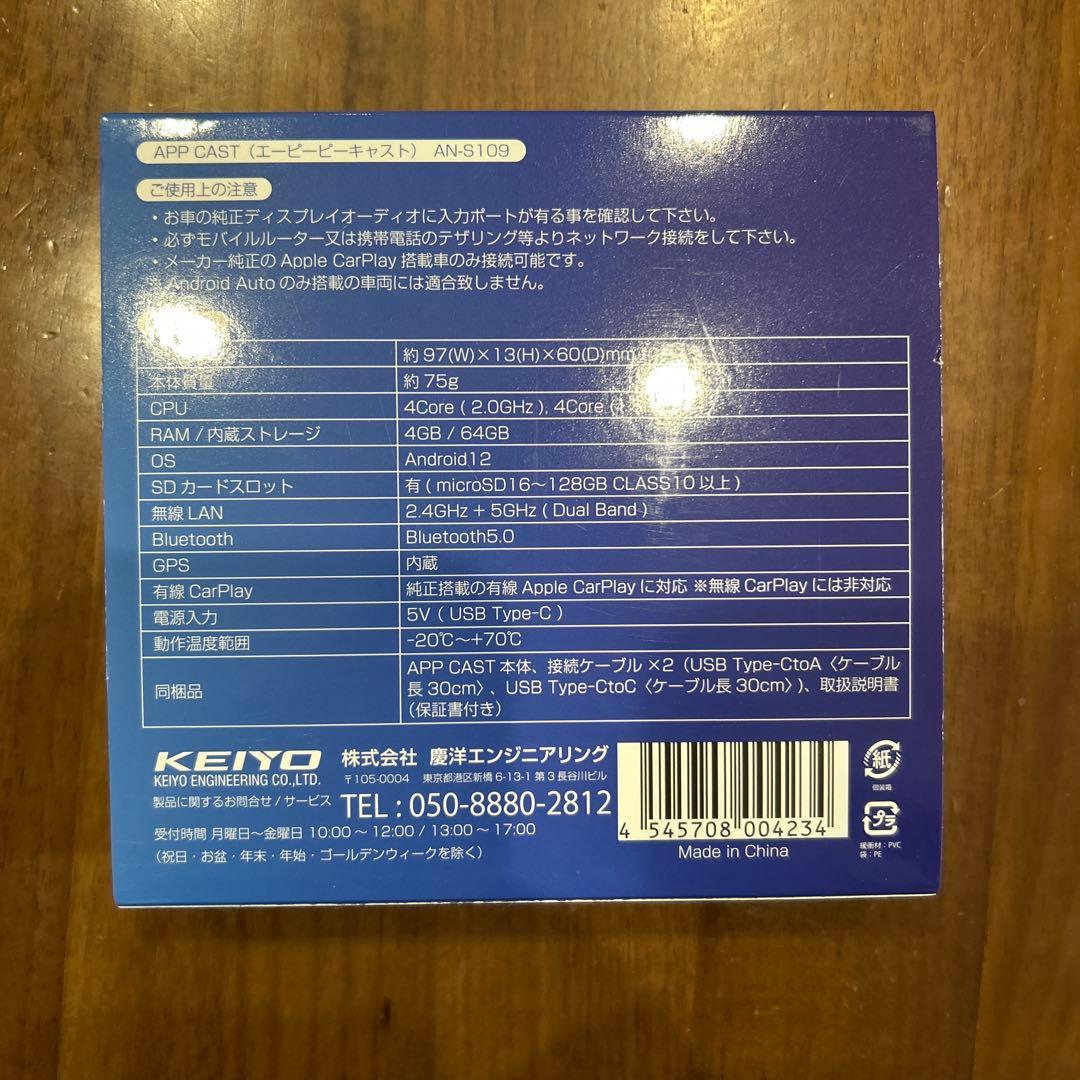 APP CAST（エーピーピーキャスト） AN-S109
ご使用上の注意
・お車の純正ディスプレイオーディオに入力ポートが有る事を確認して下さい。
・必ずモバイルルーター又は携帯電話のテザリング等よりネットワーク接続をして下さい。
・メーカー純正の Apple CarPlay 搭載車のみ接続可能です。
※ Android Auto のみ搭載の車両には適合致しません。
約 97(W)×13(H)×60(D)mm
本体質量 約 75g
CPU 4Core ( 2.0GHz ), 4Core (
RAM / 内蔵ストレージ 4GB / 64GB
OS Android12
SD カードスロット 有 ( microSD16～128GB CLASS10 以上 )
無線 LAN 2.4GHz + 5GHz ( Dual Band )
Bluetooth Bluetooth5.0
GPS 内蔵
有線 CarPlay 純正搭載の有線 Apple CarPlay に対応 ※無線 CarPlay には非対応
電源入力 5V ( USB Type-C )
動作温度範囲 -20℃～+70℃
同梱品 APP CAST 本体、接続ケーブル ×2（USB Type-CtoA〈ケーブル
長 30cm〉、USB Type-CtoC〈ケーブル長 30cm〉)、取扱説明書
（保証書付き）
KEIYO 株式会社 慶洋エンジニアリング
KEIYO ENGINEERING CO.,LTD. 〒105-0004 東京都港区新橋 6-13-1 第 3 長谷川ビル
製品に関するお問合せ / サービス TEL : 050-8880-2812
受付時間 月曜日～金曜日 10:00 ～ 12:00 / 13:00 ～ 17:00
（祝日・お盆・年末・年始・ゴールデンウィークを除く）
4 545708 004234
Made in China
紙
個装箱
プラ
緩衝材：PVC
袋：PE